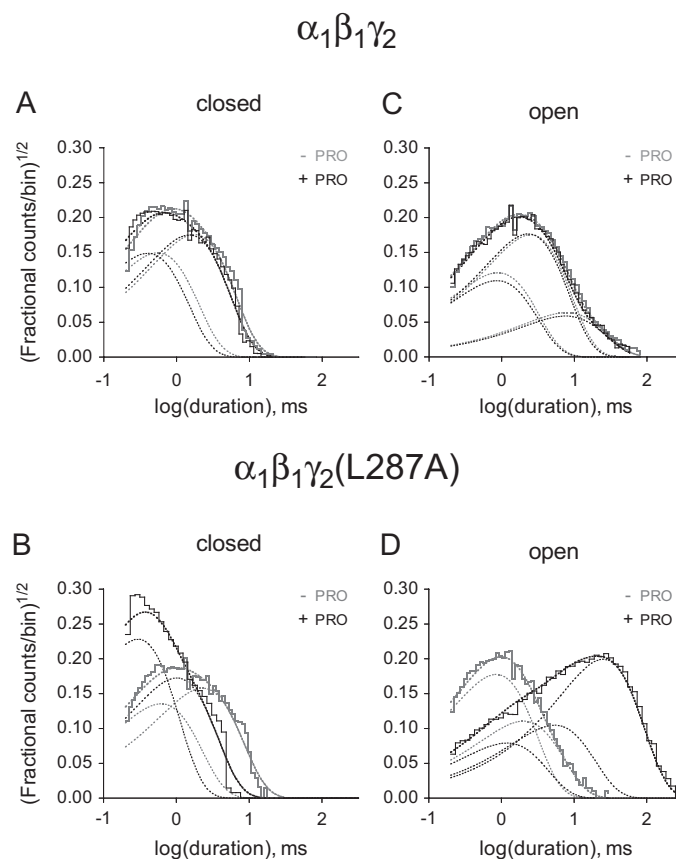 α₁β₁γ₂
A
closed
C
open
(Fractional counts/bin)^1/2
0.30
0.25
0.20
0.15
0.10
0.05
0.00
- PRO
+ PRO
-1
0
1
2
log(duration), ms
0.30
0.25
0.20
0.15
0.10
0.05
0.00
- PRO
+ PRO
-1
0
1
2
log(duration), ms
α₁β₁γ₂(L287A)
B
closed
D
open
(Fractional counts/bin)^1/2
0.30
0.25
0.20
0.15
0.10
0.05
0.00
- PRO
+ PRO
-1
0
1
2
log(duration), ms
0.30
0.25
0.20
0.15
0.10
0.05
0.00
- PRO
+ PRO
-1
0
1
2
log(duration), ms